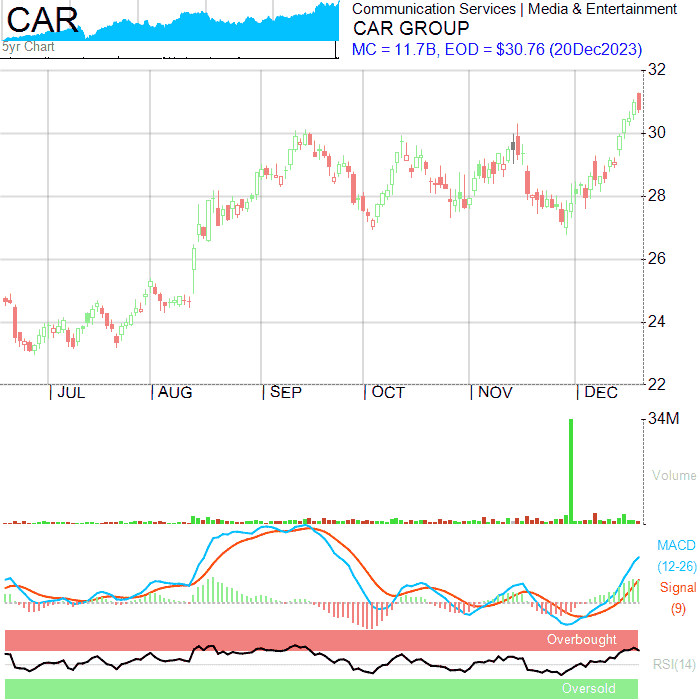 CAR
5yr Chart
Communication Services | Media & Entertainment
CAR GROUP
MC = 11.7B, EOD = $30.76 (20Dec2023)
32
30
28
26
24
22
JUL AUG SEP OCT NOV DEC
34M
Volume
MACD
(12-26)
Signal
(9)
Overbought
RSI(14)
Oversold